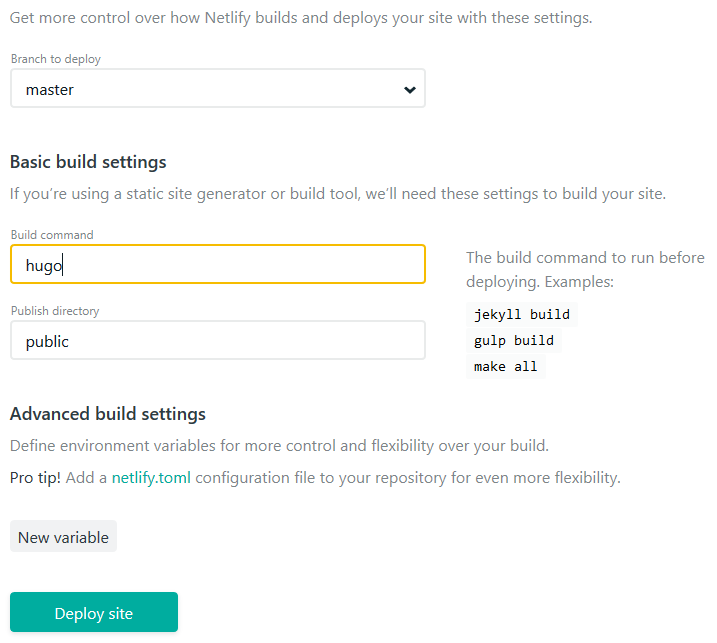 Get more control over how Netlify builds and deploys your site with these settings.
Branch to deploy
master
Basic build settings
If you’re using a static site generator or build tool, we’ll need these settings to build your site.
Build command
hugo
The build command to run before
deploying. Examples:
jekyll build
gulp build
make all
Publish directory
public
Advanced build settings
Define environment variables for more control and flexibility over your build.
Pro tip! Add a netlify.toml configuration file to your repository for even more flexibility.
New variable
Deploy site